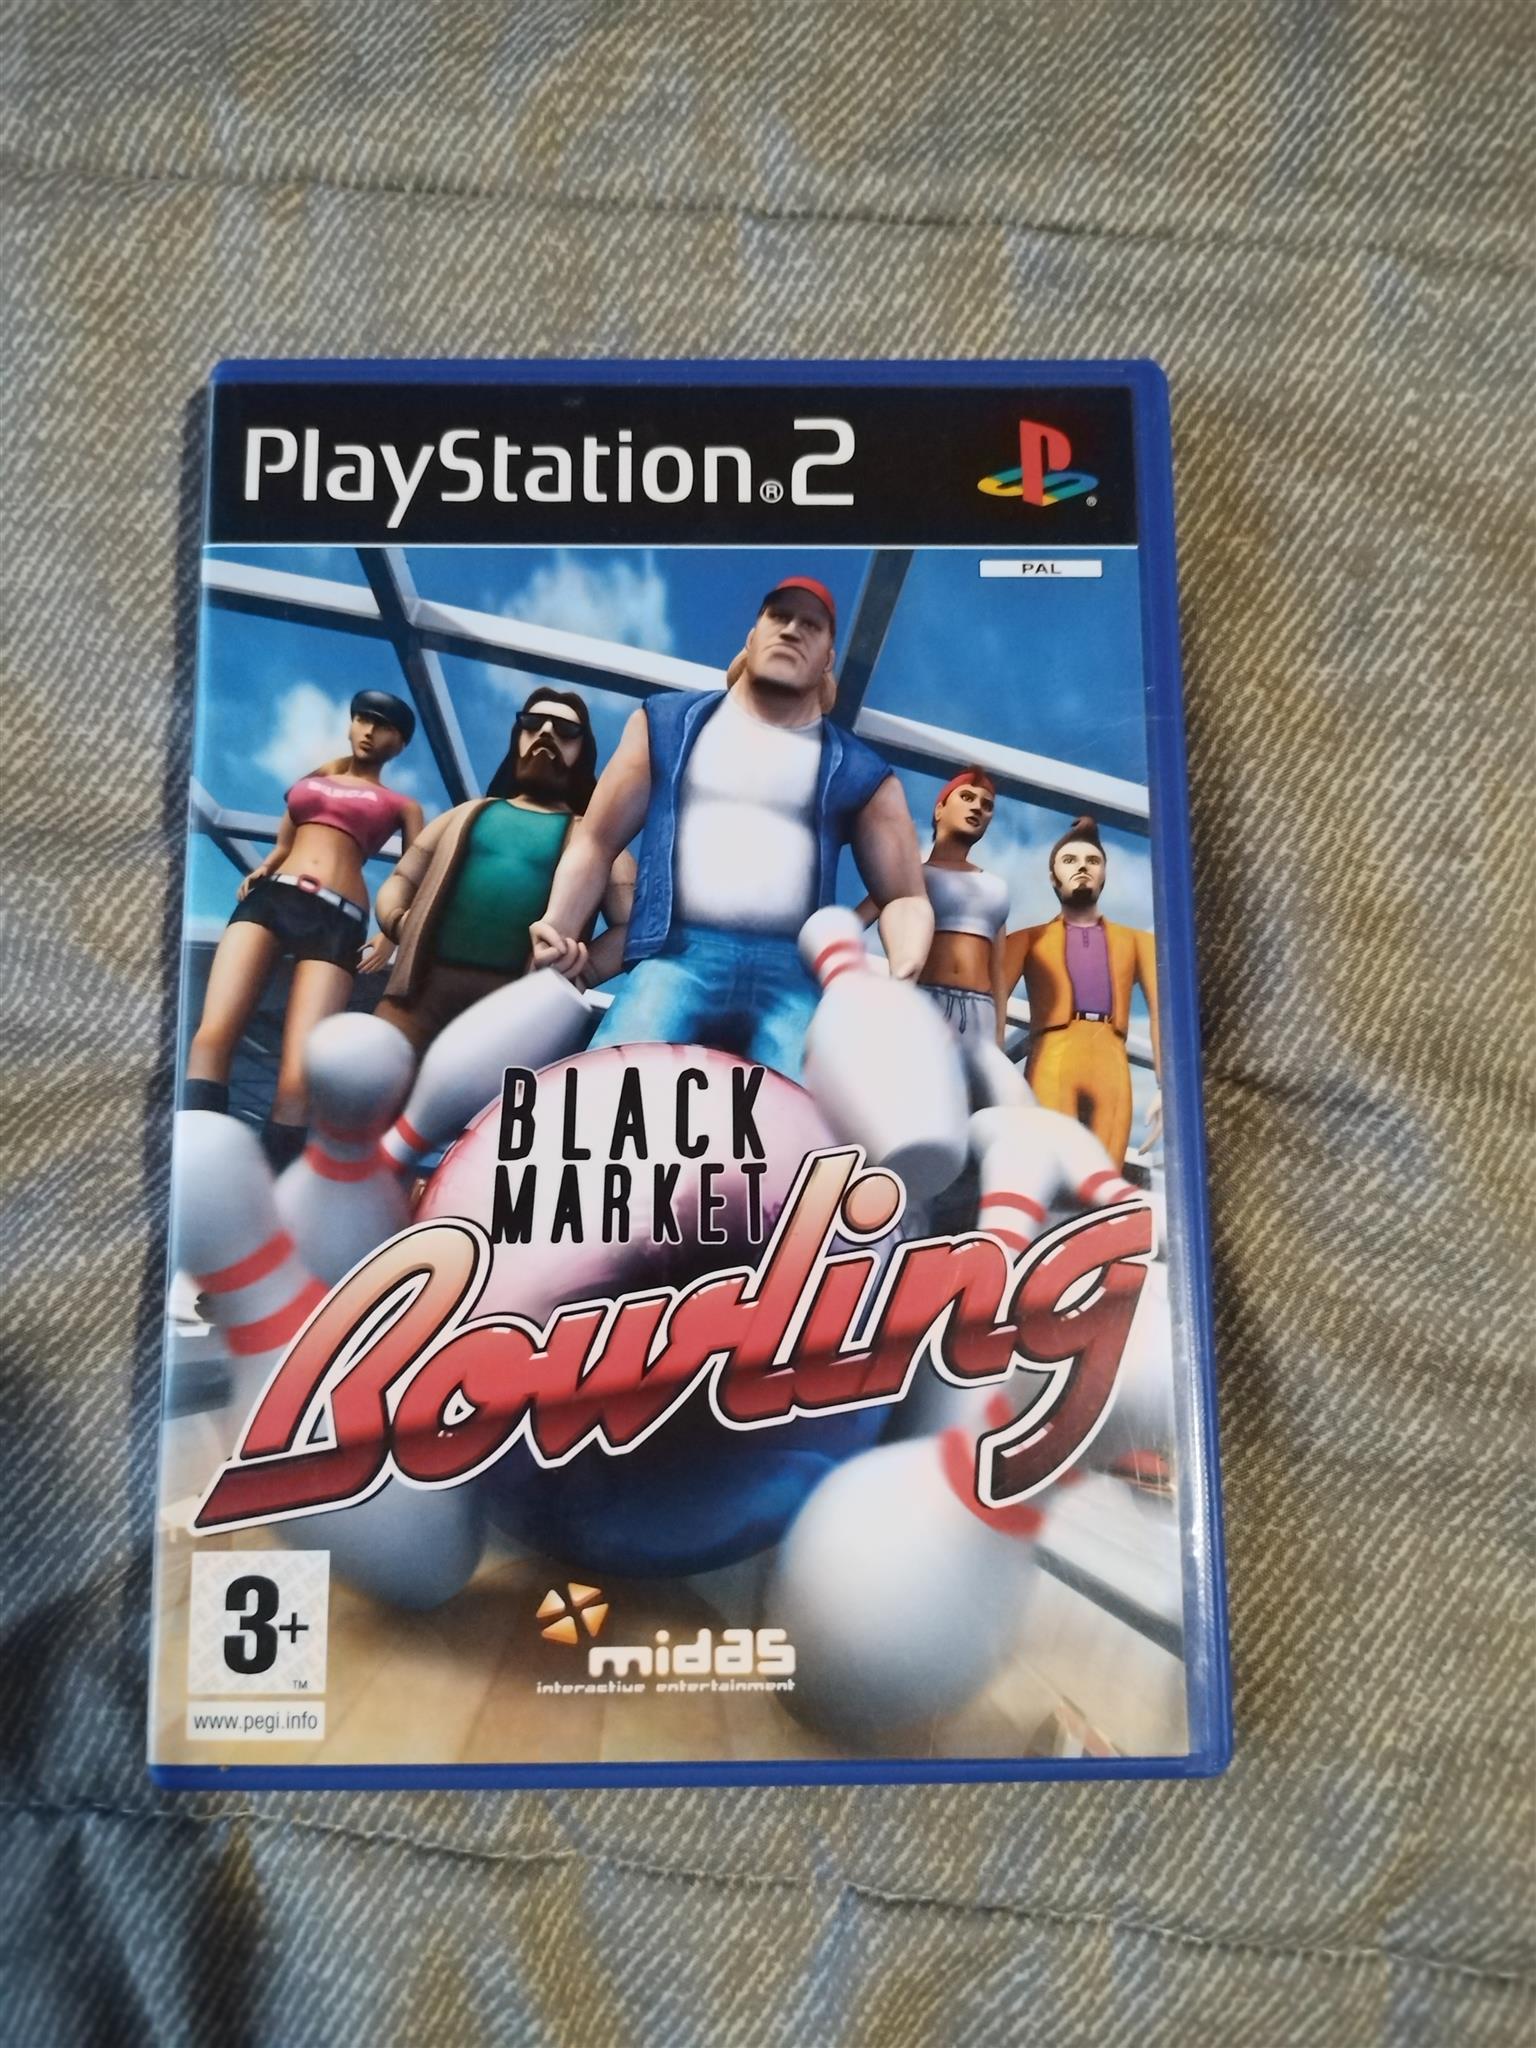 PlayStation®2
PAL
BLACK
MARKET
Bowling
3+
TM
www.pegi.info
midas
interactive entertainment